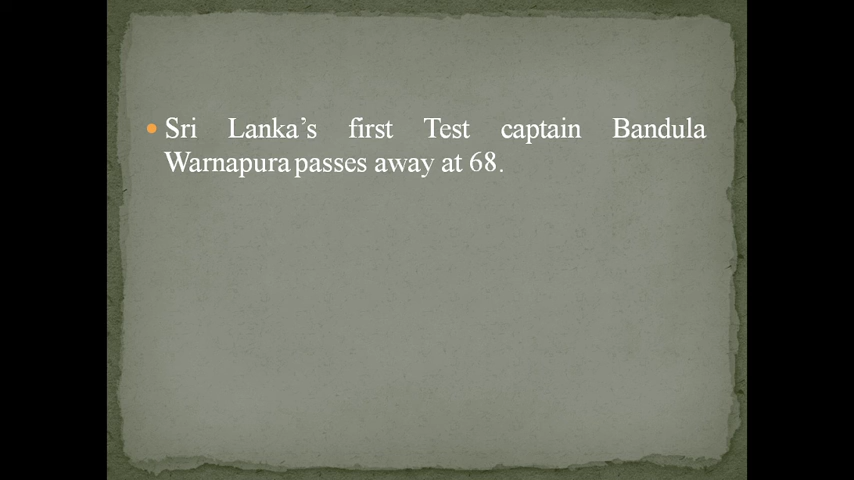 • Sri Lanka’s first Test captain Bandula
Warnapura passes away at 68.